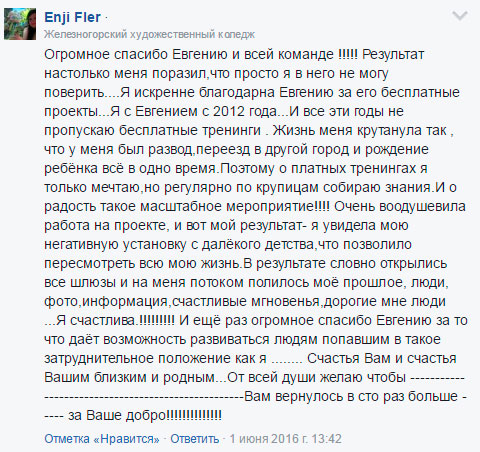 Enji Fler ·
Железногорский художественный коледж
Огромное спасибо Евгению и всей команде !!!!! Результат
настолько меня поразил,что просто я в него не могу
поверить....Я искренне благодарна Евгению за его бесплатные
проекты...Я с Евгением с 2012 года...И все эти годы не
пропускаю бесплатные тренинги . Жизнь меня крутанула так ,
что у меня был развод,переезд в другой город и рождение
ребёнка всё в одно время.Поэтому о платных тренингах я
только мечтаю,но регулярно по крупицам собираю знания.И о
радость такое масштабное мероприятие!!!! Очень воодушевила
работа на проекте, и вот мой результат- я увидела мою
негативную установку с далёкого детства,что позволило
пересмотреть всю мою жизнь.В результате словно открылись
все шлюзы и на меня потоком полилось моё прошлое, люди,
фото,информация,счастливые мгновенья,дорогие мне люди
...Я счастлива.!!!!!!!!! И ещё раз огромное спасибо Евгению за то
что даёт возможность развиваться людям попавшим в такое
затруднительное положение как я ........ Счастья Вам и счастья
Вашим близким и родным...От всей души желаю чтобы -----------
----------------------------------------Вам вернулось в сто раз больше -
---- за Ваше добро!!!!!!!!!!!!!!
Отметка «Нравится» · Ответить · 1 июня 2016 г. 13:42